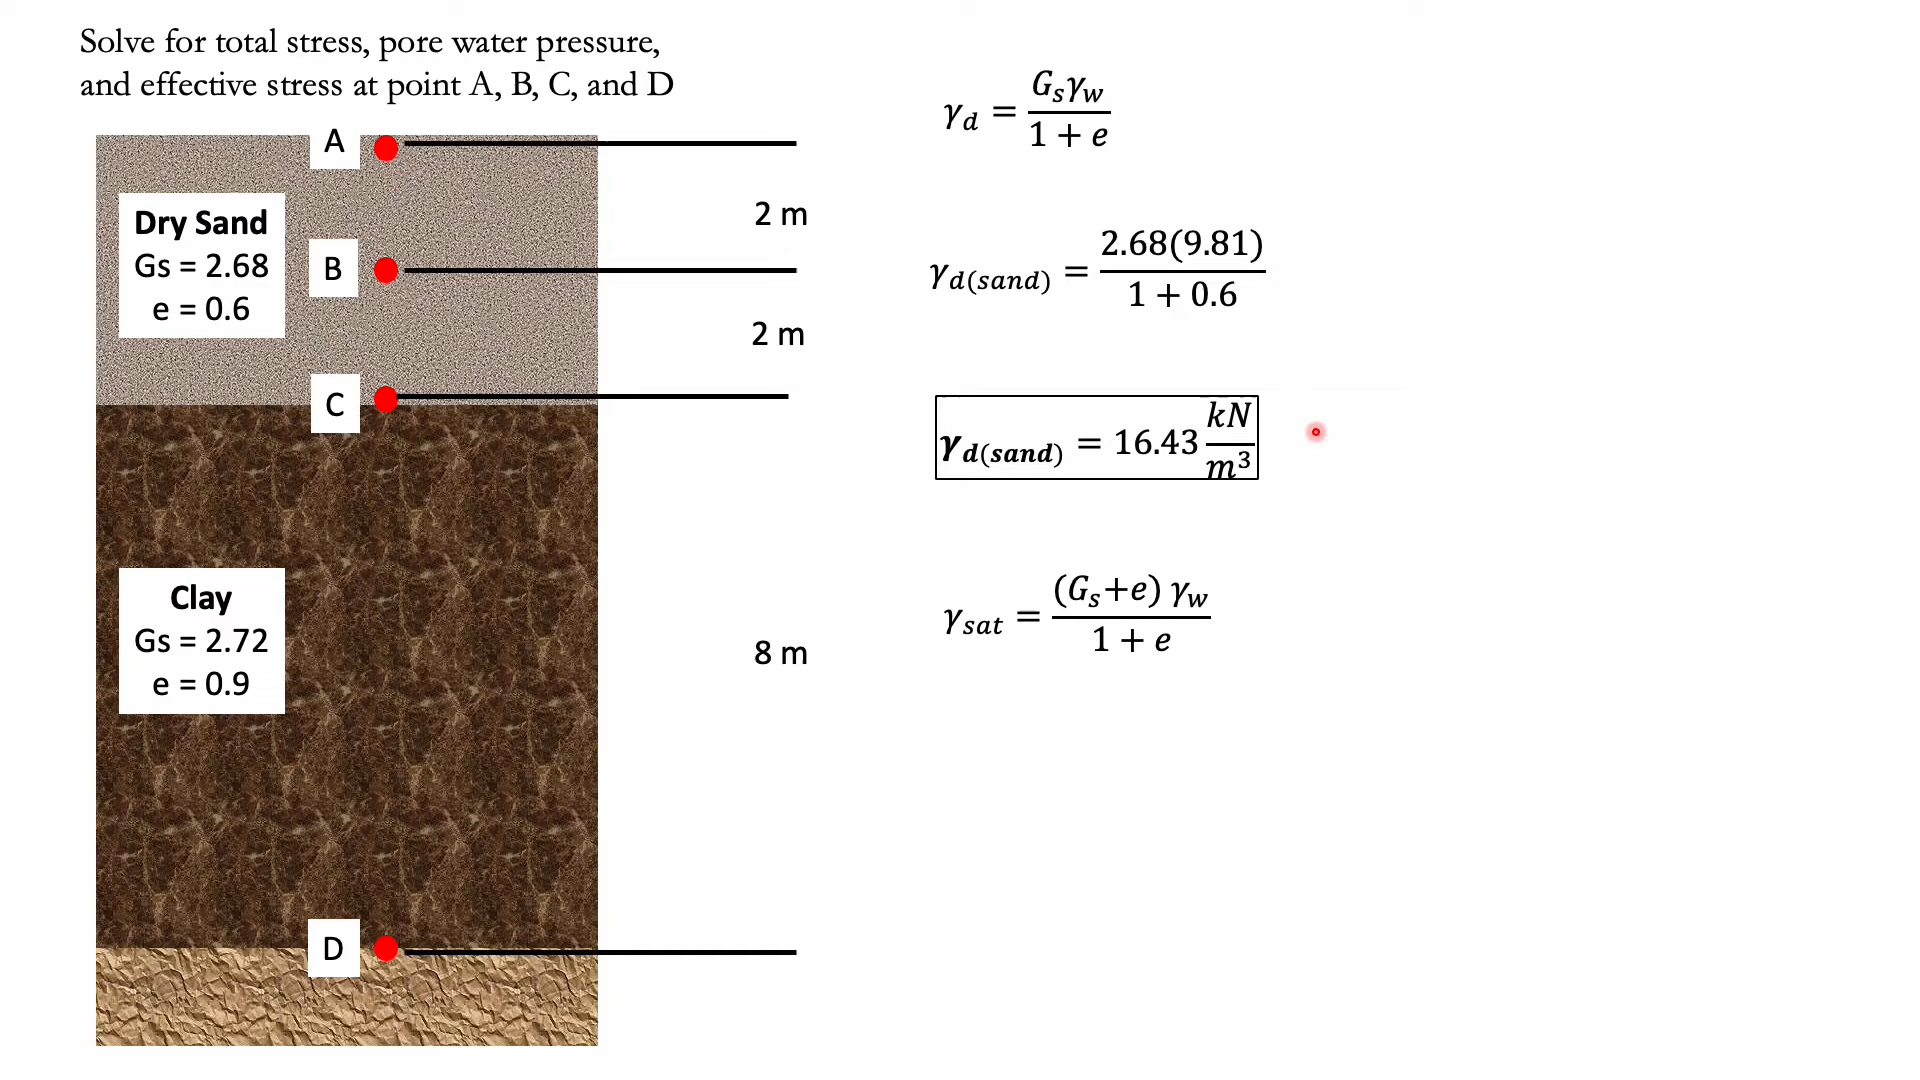 Solve for total stress, pore water pressure,
and effective stress at point A, B, C, and D
A
Dry Sand
Gs = 2.68
e = 0.6
B
C
Clay
Gs = 2.72
e = 0.9
D
2 m
2 m
8 m
γd = Gsγw / 1 + e
γd(sand) = 2.68(9.81) / 1 + 0.6
γd(sand) = 16.43 kN/m³
γsat = (Gs+e) γw / 1 + e